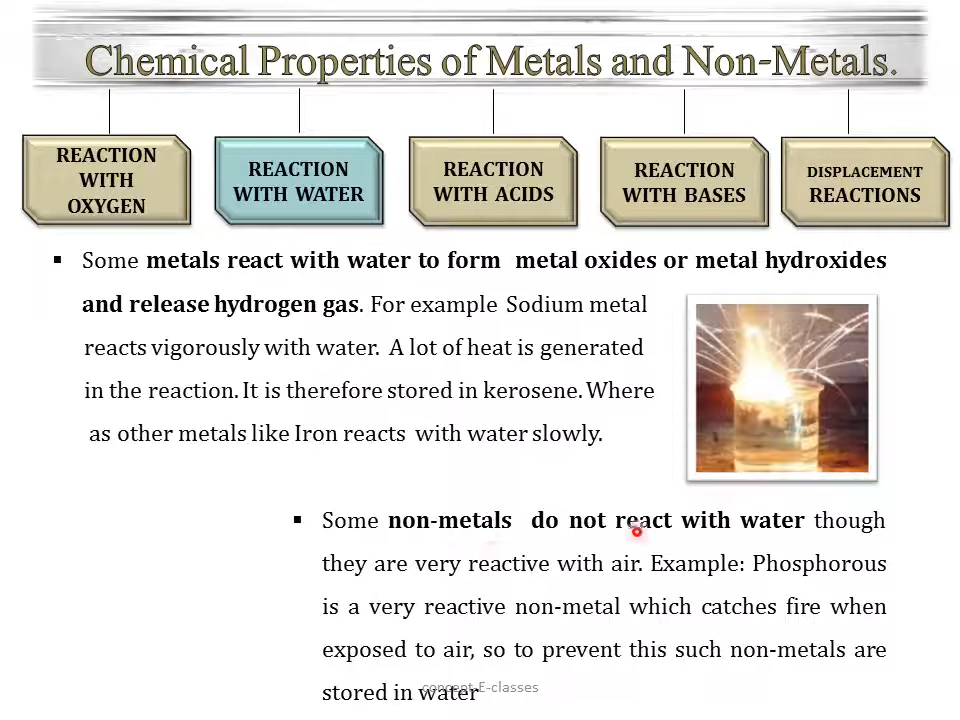 Chemical Properties of Metals and Non-Metals.
REACTION
WITH
OXYGEN
REACTION
WITH WATER
REACTION
WITH ACIDS
REACTION
WITH BASES
DISPLACEMENT
REACTIONS
▪ Some metals react with water to form metal oxides or metal hydroxides
and release hydrogen gas. For example Sodium metal
reacts vigorously with water. A lot of heat is generated
in the reaction. It is therefore stored in kerosene. Where
as other metals like Iron reacts with water slowly.
▪ Some non-metals do not react with water though
they are very reactive with air. Example: Phosphorous
is a very reactive non-metal which catches fire when
exposed to air, so to prevent this such non-metals are
stored in water
concept-E-classes